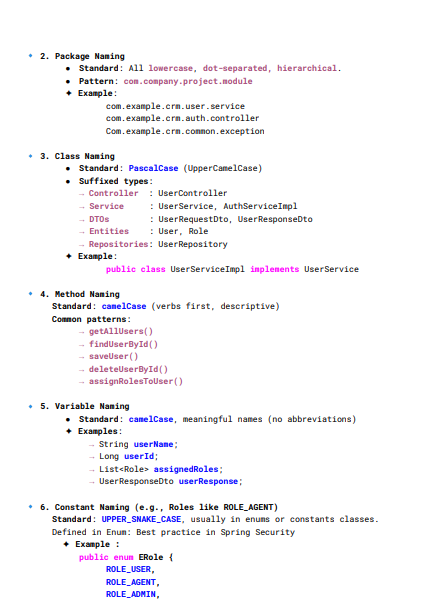 2. Package Naming
● Standard: All lowercase, dot-separated, hierarchical.
● Pattern: com.company.project.module
✦ Example:
com.example.crm.user.service
com.example.crm.auth.controller
Com.example.crm.common.exception
3. Class Naming
● Standard: PascalCase (UpperCamelCase)
● Suffixed types:
→ Controller : UserController
→ Service : UserService, AuthServiceImpl
→ DTOs : UserRequestDto, UserResponseDto
→ Entities : User, Role
→ Repositories: UserRepository
✦ Example:
public class UserServiceImpl implements UserService
4. Method Naming
Standard: camelCase (verbs first, descriptive)
Common patterns:
→ getAllUsers()
→ findUserById()
→ saveUser()
→ deleteUserById()
→ assignRolesToUser()
5. Variable Naming
● Standard: camelCase, meaningful names (no abbreviations)
✦ Examples:
→ String userName;
→ Long userId;
→ List<Role> assignedRoles;
→ UserResponseDto userResponse;
6. Constant Naming (e.g., Roles like ROLE_AGENT)
Standard: UPPER_SNAKE_CASE, usually in enums or constants classes.
Defined in Enum: Best practice in Spring Security
✦ Example :
public enum ERole {
ROLE_USER,
ROLE_AGENT,
ROLE_ADMIN,